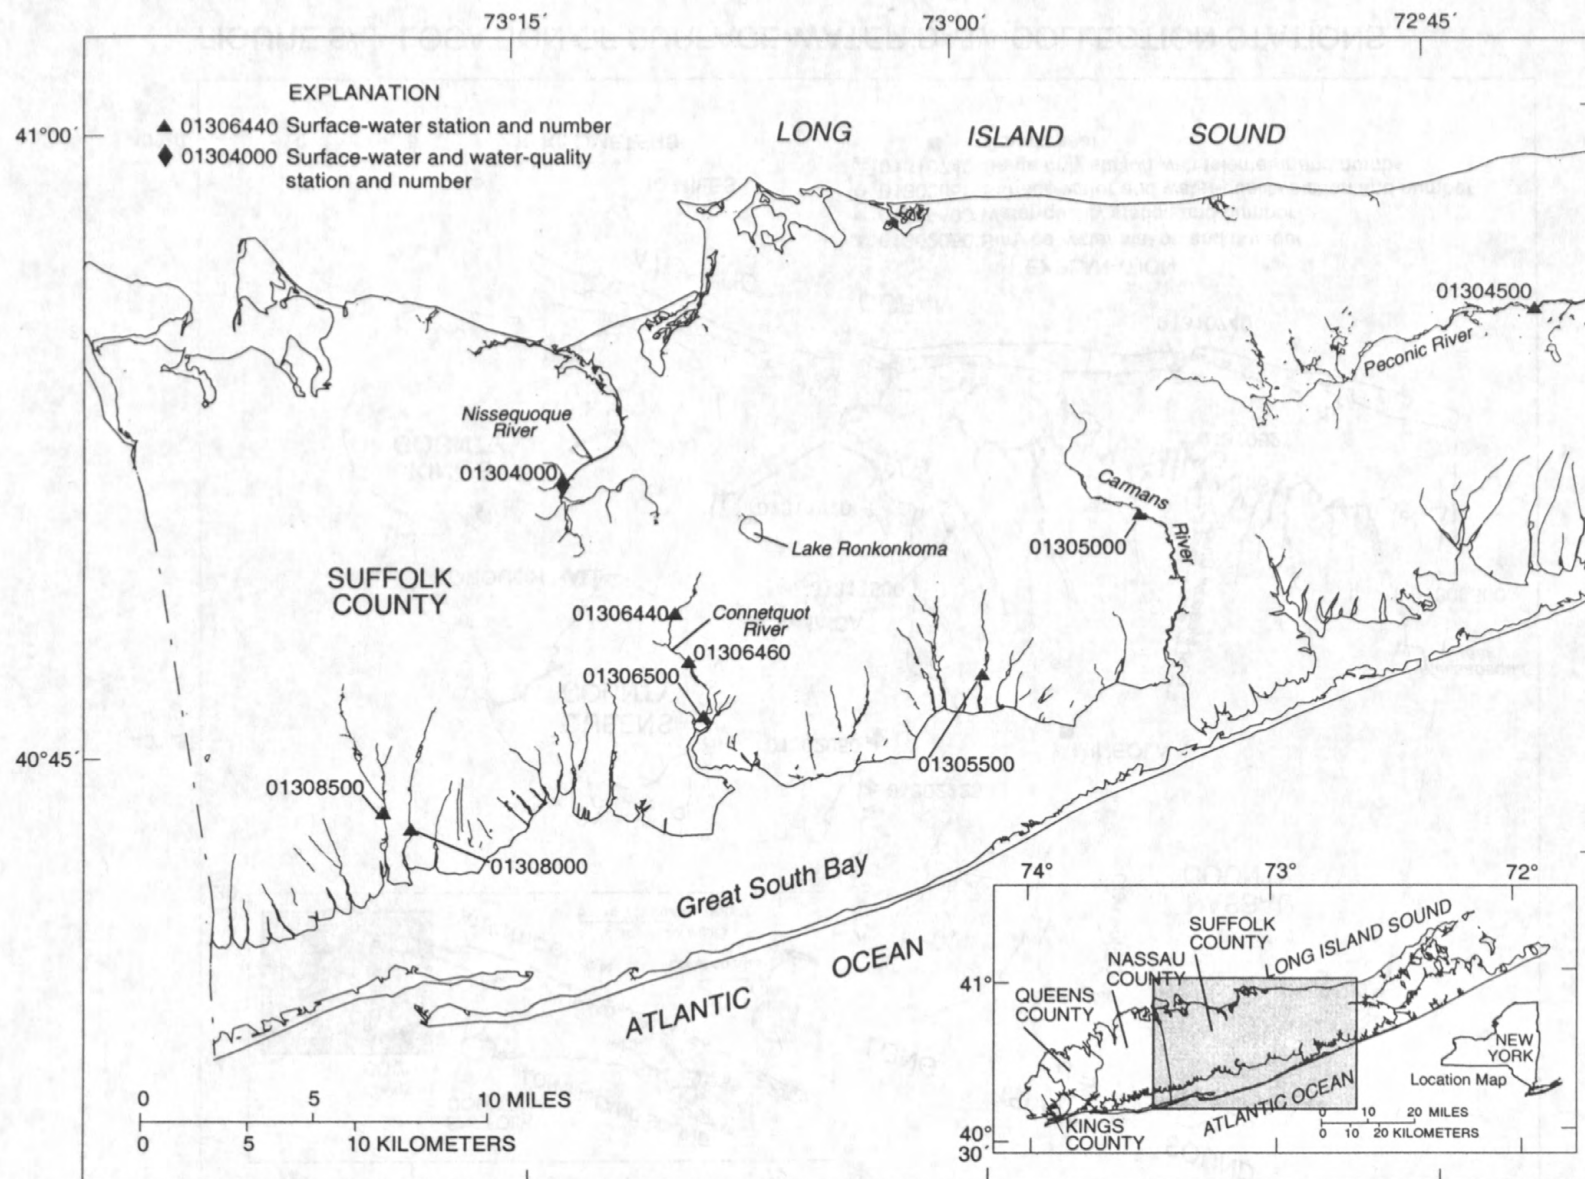 73°15´
73°00´
72°45´
EXPLANATION
01306440 Surface-water station and number
01304000 Surface-water and water-quality
station and number
41°00´
LONG ISLAND SOUND
01304500
Peconic River
Nissequoque
River
01304000
Carmans
River
01305000
Lake Ronkonkoma
SUFFOLK
COUNTY
01306440
Connetquot
River
01306460
01306500
40°45´
01305500
01308500
01308000
Great South Bay
ATLANTIC OCEAN
0 5 10 MILES
0 5 10 KILOMETERS
74°
73°
72°
SUFFOLK
COUNTY
LONG ISLAND SOUND
NASSAU
COUNTY
41°
QUEENS
COUNTY
NEW
YORK
Location Map
ATLANTIC OCEAN
0 10 20 MILES
0 10 20 KILOMETERS
KINGS
COUNTY
40°
30´